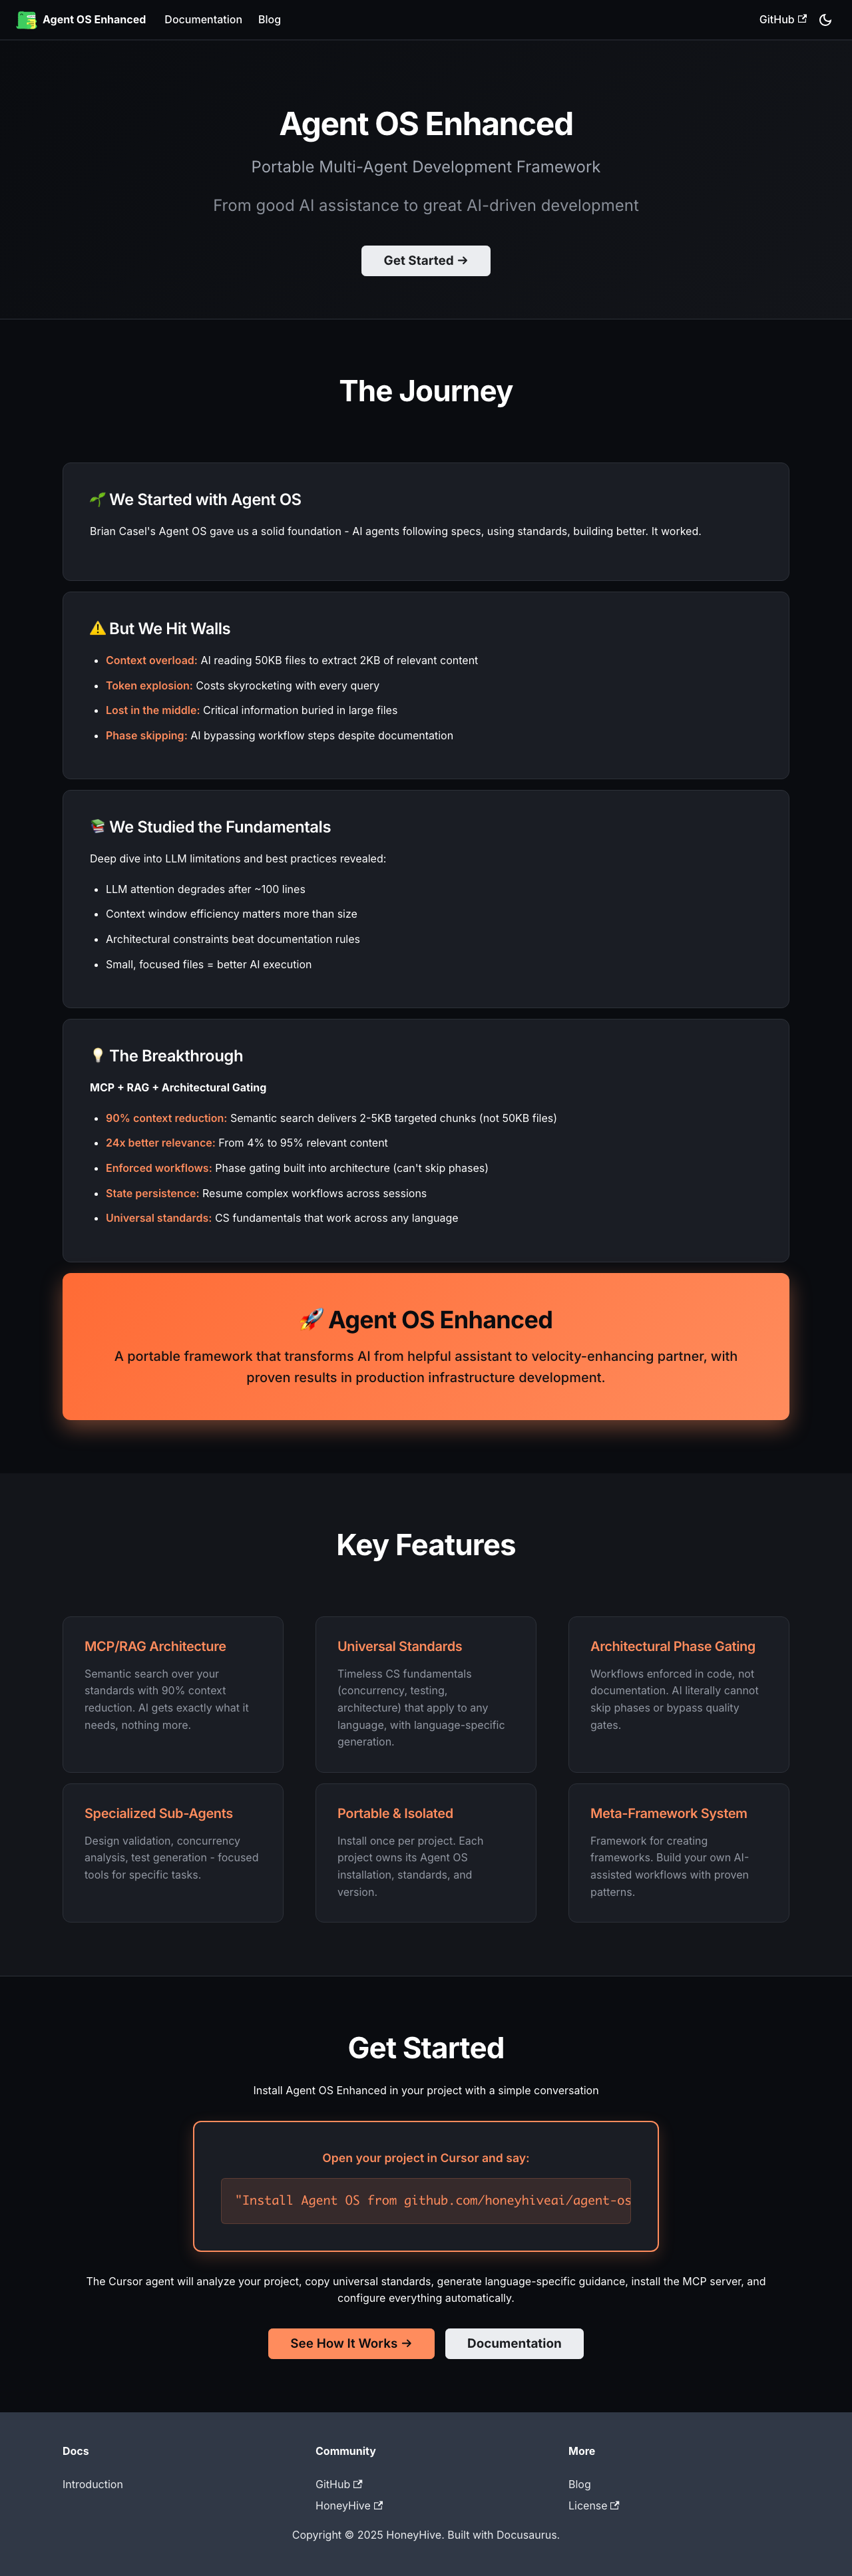 Agent OS Enhanced Documentation Blog GitHub
Agent OS Enhanced
Portable Multi-Agent Development Framework
From good AI assistance to great AI-driven development
Get Started →
The Journey
🌱 We Started with Agent OS
Brian Casel's Agent OS gave us a solid foundation - AI agents following specs, using standards, building better. It worked.
⚠️ But We Hit Walls
• Context overload: AI reading 50KB files to extract 2KB of relevant content
• Token explosion: Costs skyrocketing with every query
• Lost in the middle: Critical information buried in large files
• Phase skipping: AI bypassing workflow steps despite documentation
📚 We Studied the Fundamentals
Deep dive into LLM limitations and best practices revealed:
• LLM attention degrades after ~100 lines
• Context window efficiency matters more than size
• Architectural constraints beat documentation rules
• Small, focused files = better AI execution
💡 The Breakthrough
MCP + RAG + Architectural Gating
• 90% context reduction: Semantic search delivers 2-5KB targeted chunks (not 50KB files)
• 24x better relevance: From 4% to 95% relevant content
• Enforced workflows: Phase gating built into architecture (can't skip phases)
• State persistence: Resume complex workflows across sessions
• Universal standards: CS fundamentals that work across any language
🚀 Agent OS Enhanced
A portable framework that transforms AI from helpful assistant to velocity-enhancing partner, with
proven results in production infrastructure development.
Key Features
MCP/RAG Architecture
Semantic search over your
standards with 90% context
reduction. AI gets exactly what it
needs, nothing more.
Universal Standards
Timeless CS fundamentals
(concurrency, testing,
architecture) that apply to any
language, with language-specific
generation.
Architectural Phase Gating
Workflows enforced in code, not
documentation. AI literally cannot
skip phases or bypass quality
gates.
Specialized Sub-Agents
Design validation, concurrency
analysis, test generation - focused
tools for specific tasks.
Portable & Isolated
Install once per project. Each
project owns its Agent OS
installation, standards, and
version.
Meta-Framework System
Framework for creating
frameworks. Build your own AI-
assisted workflows with proven
patterns.
Get Started
Install Agent OS Enhanced in your project with a simple conversation
Open your project in Cursor and say:
"Install Agent OS from github.com/honeyhiveai/agent-os
The Cursor agent will analyze your project, copy universal standards, generate language-specific guidance, install the MCP server, and
configure everything automatically.
See How It Works →
Documentation
Docs
Introduction
Community
GitHub
HoneyHive
More
Blog
License
Copyright © 2025 HoneyHive. Built with Docusaurus.